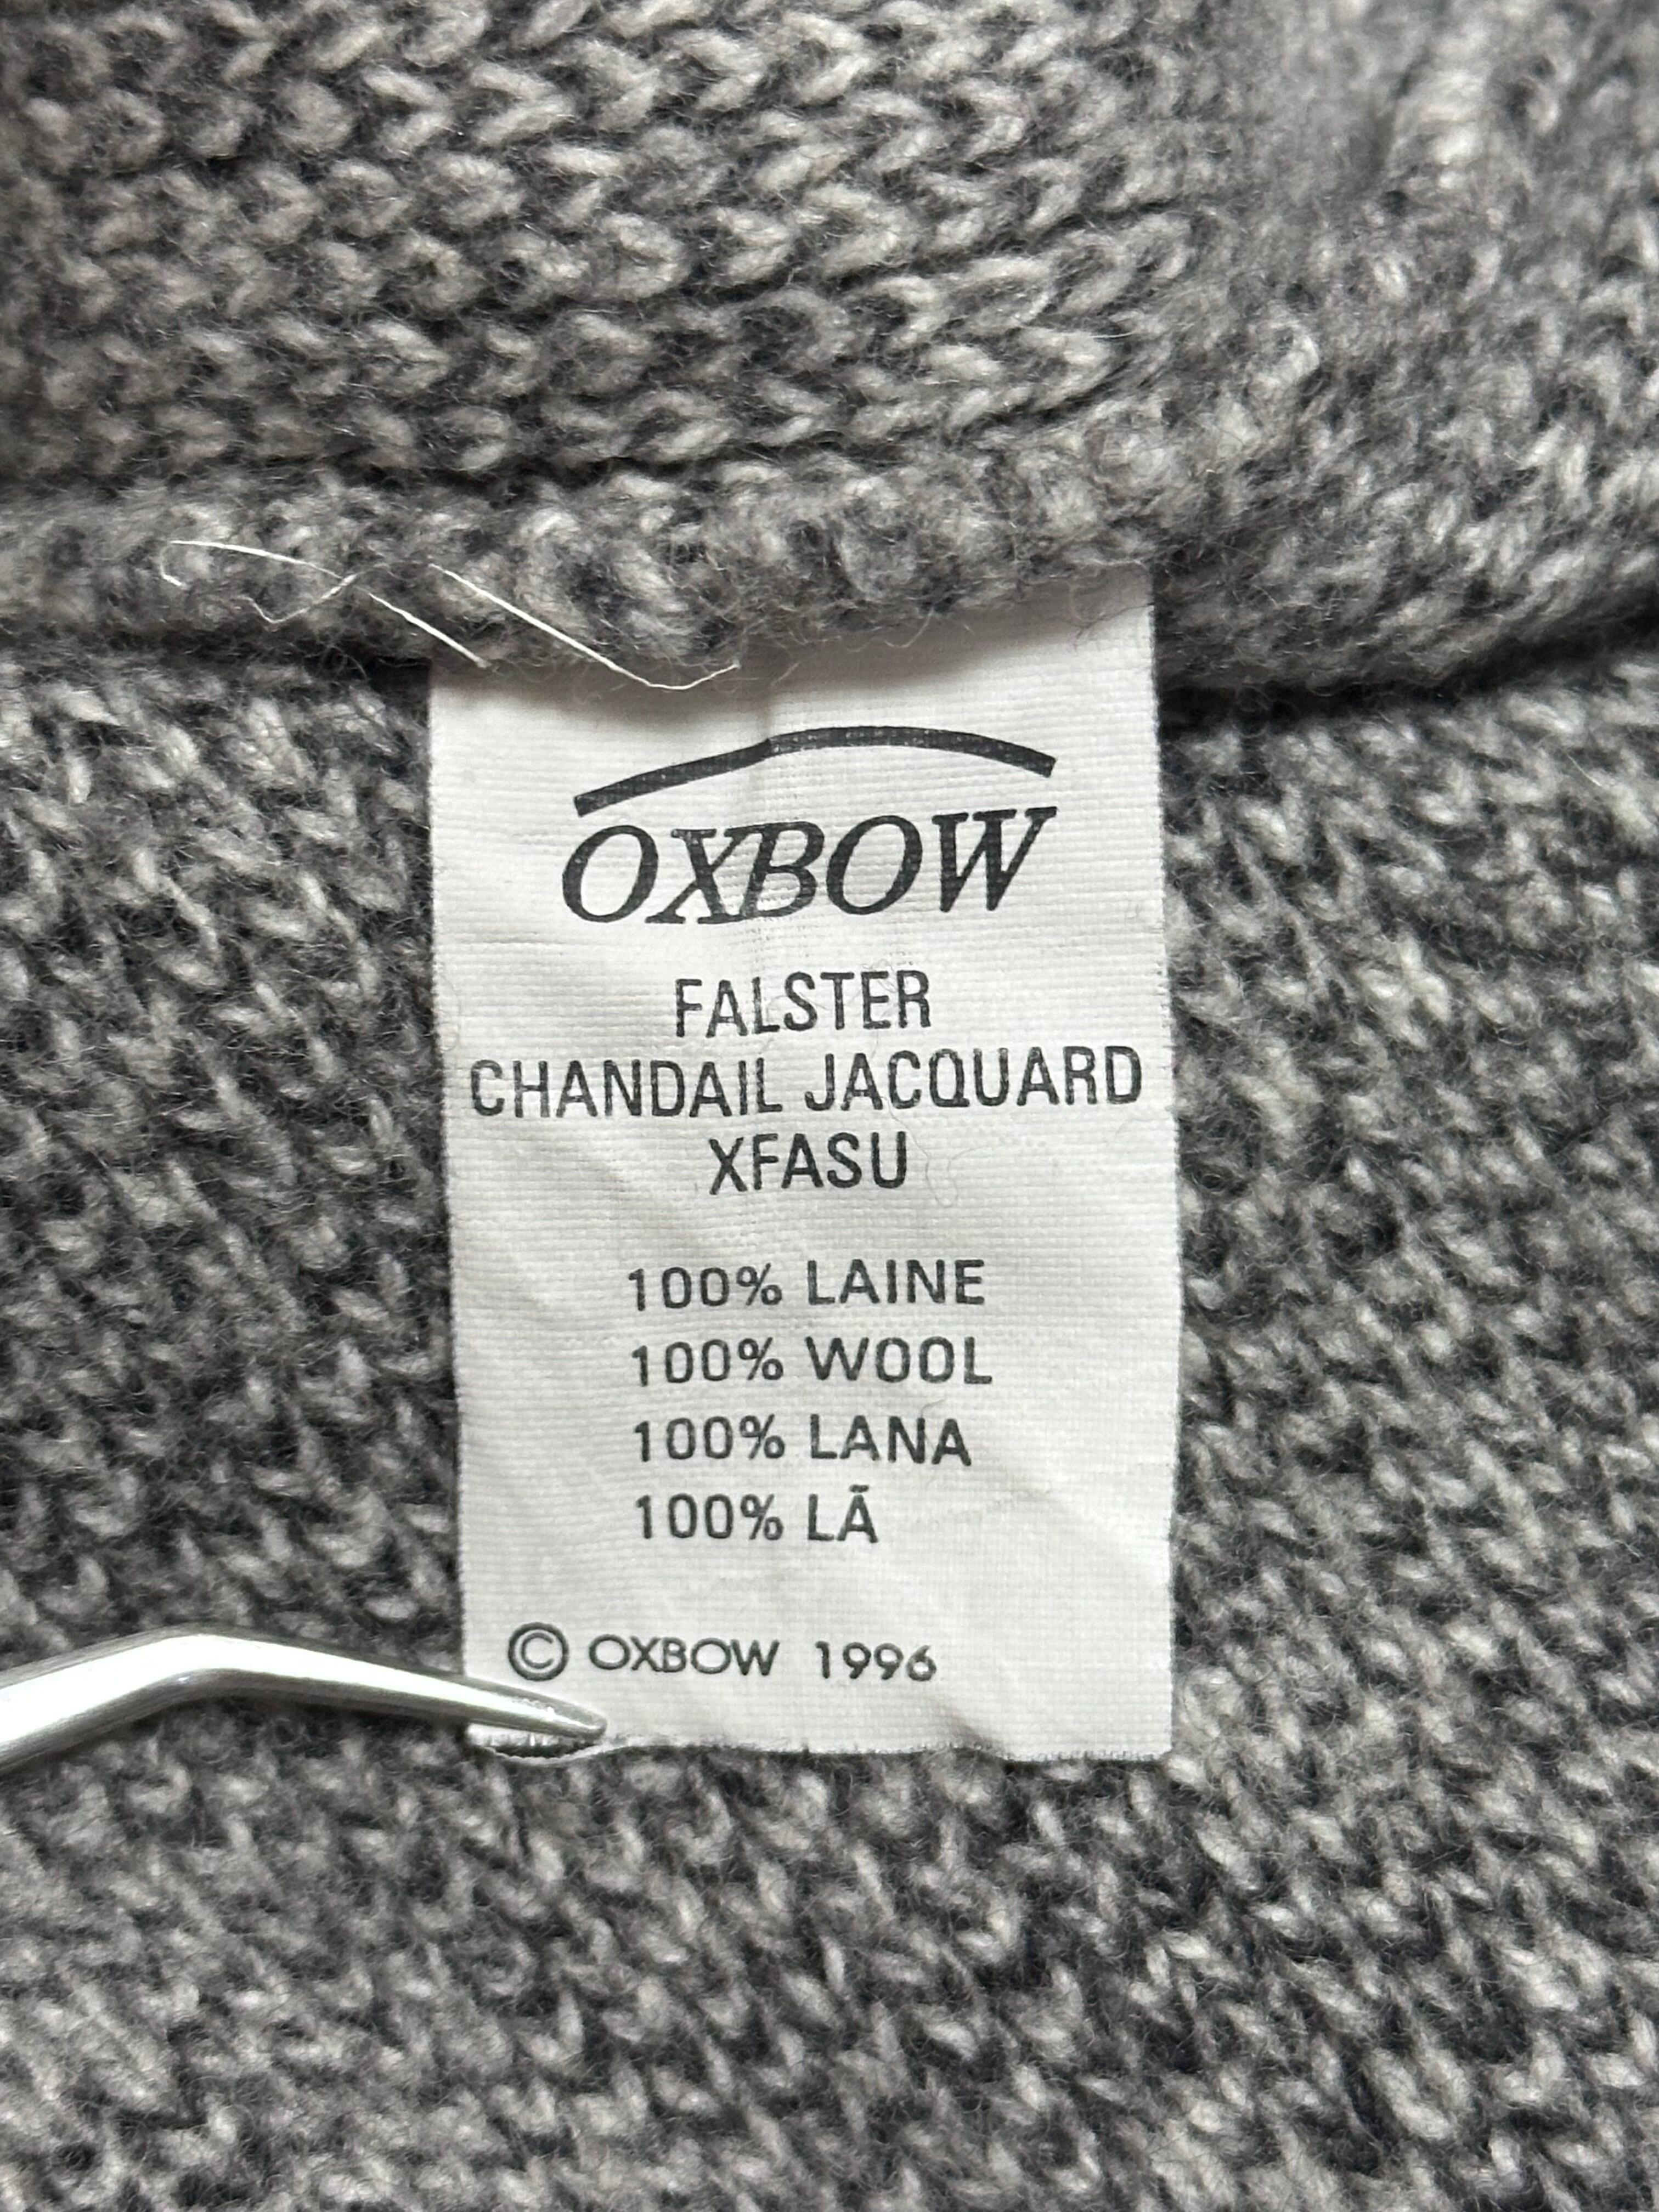 OXBOW
FALSTER
CHANDAIL JACQUARD
XFASU
100% LAINE
100% WOOL
100% LANA
100% LÃ
© OXBOW 1996